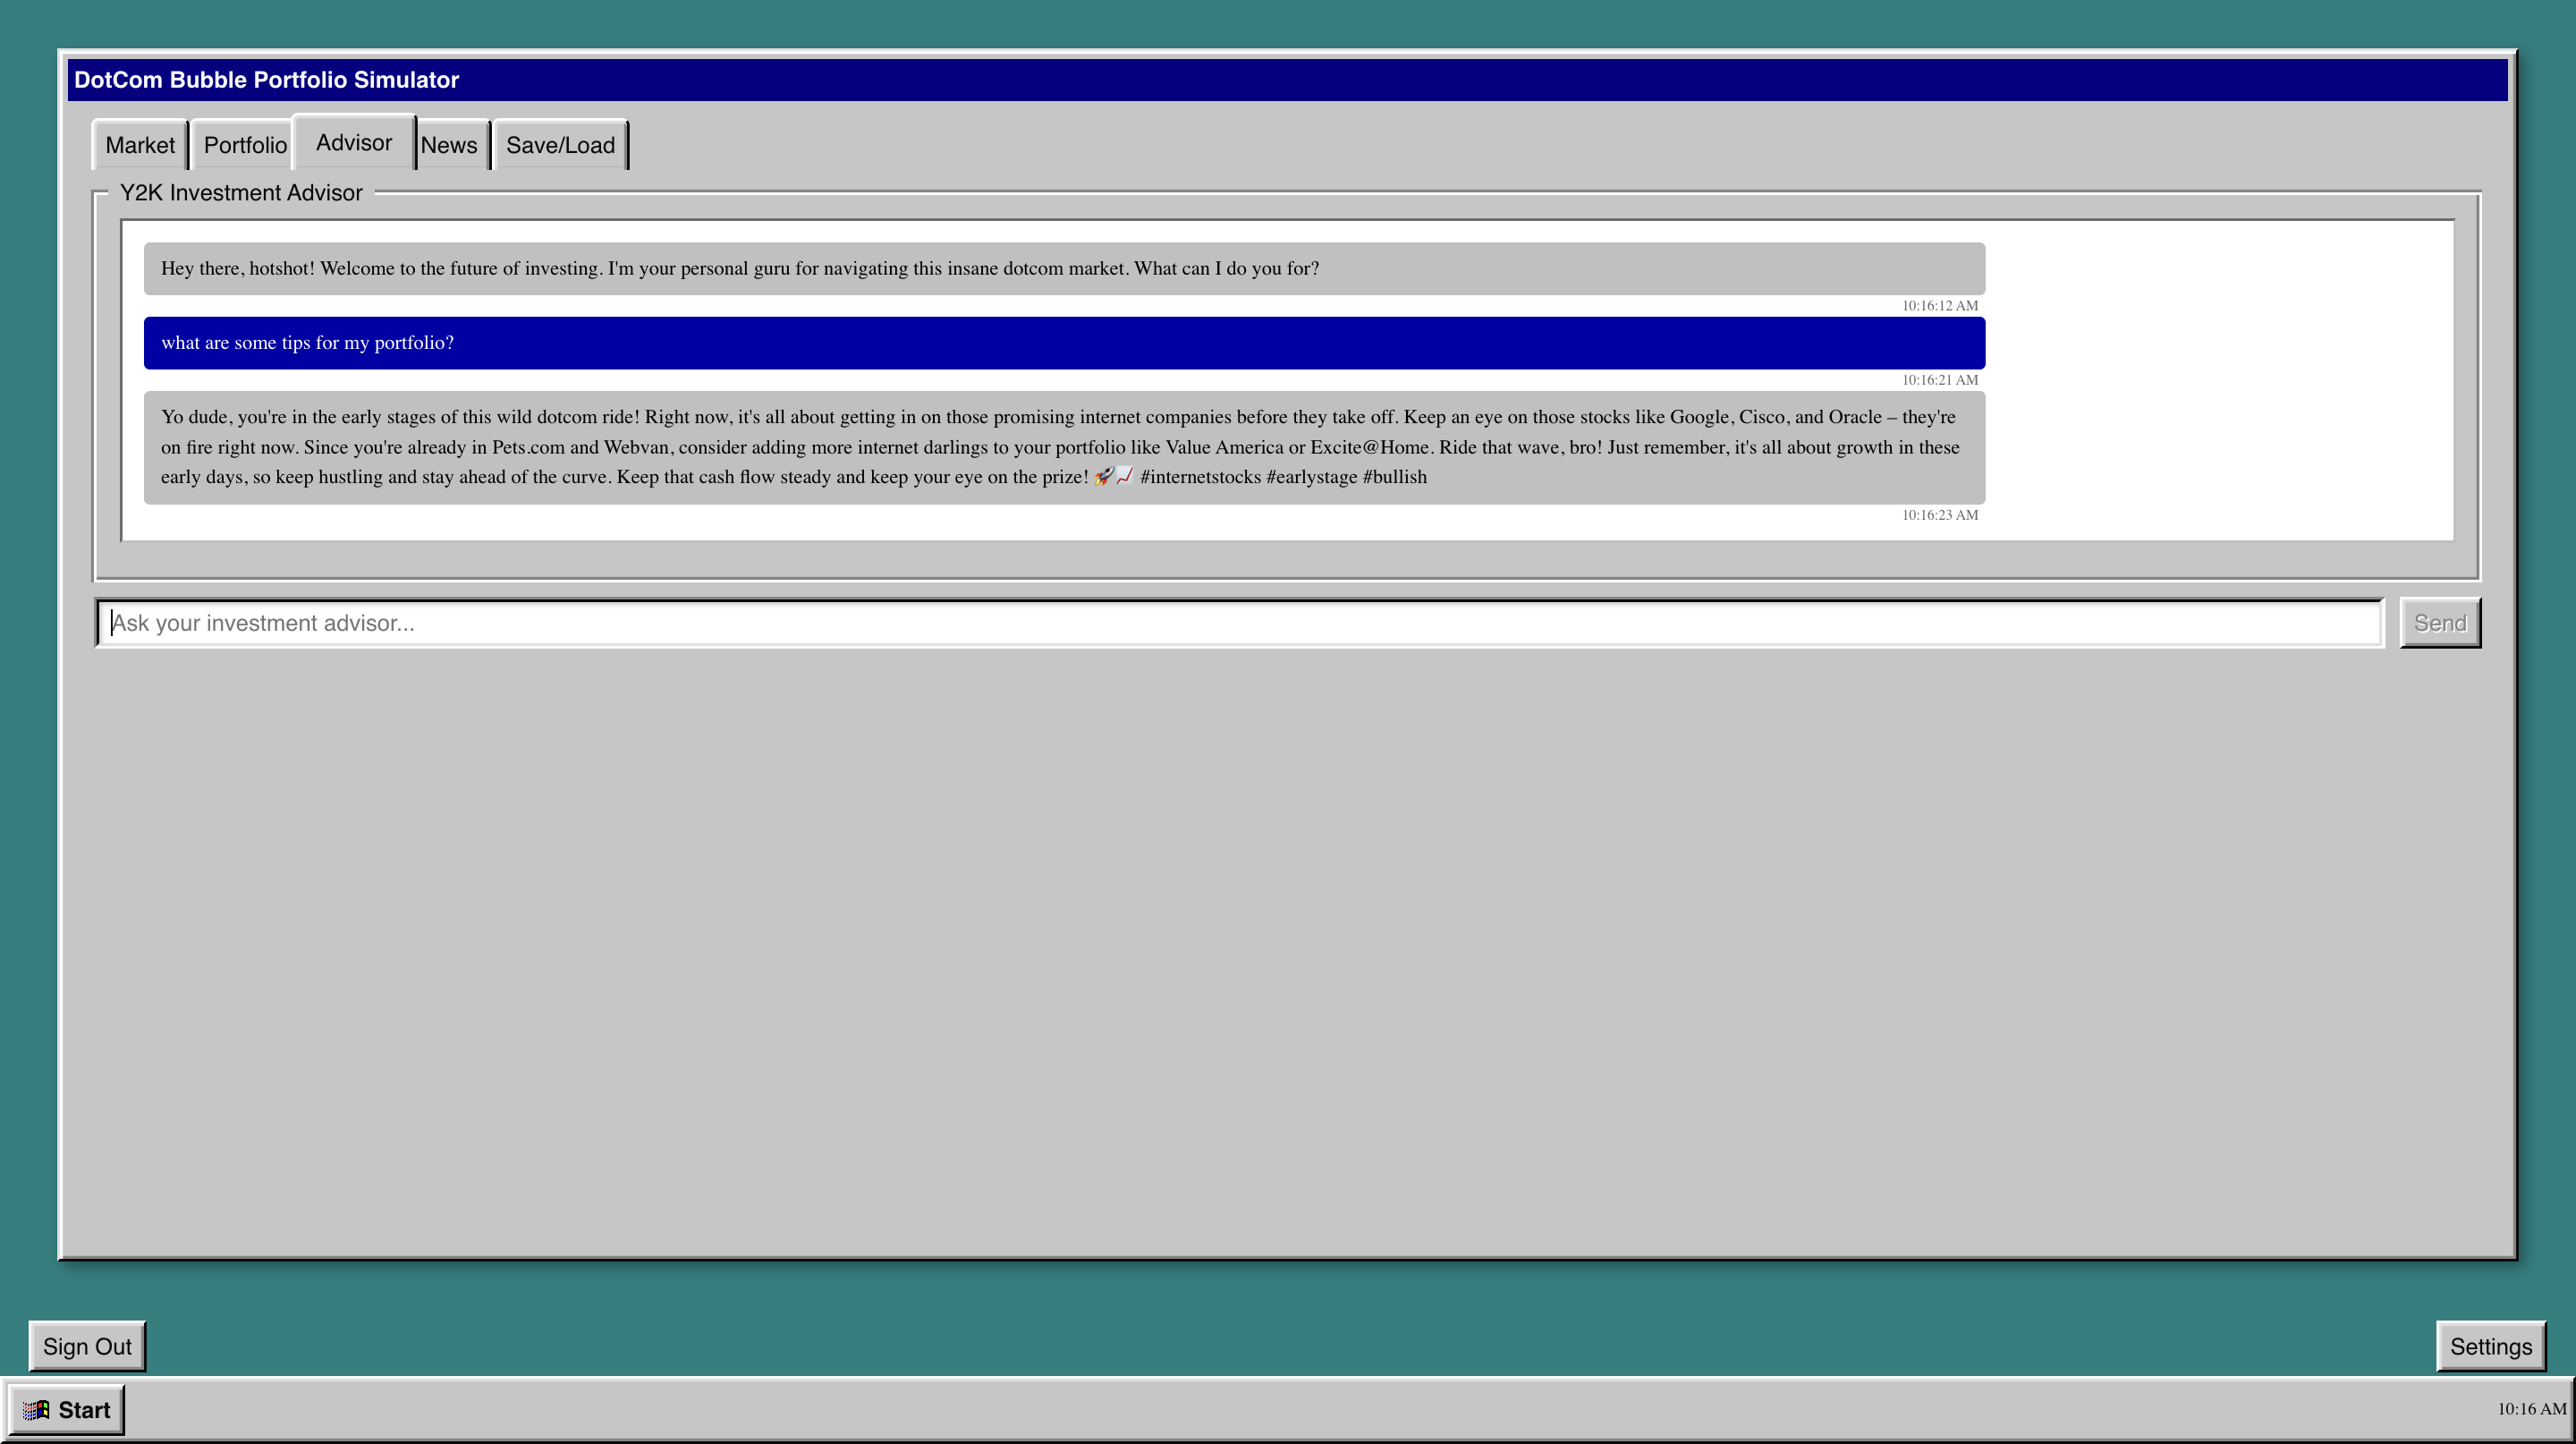 DotCom Bubble Portfolio Simulator
Market Portfolio Advisor News Save/Load
Y2K Investment Advisor
Hey there, hotshot! Welcome to the future of investing. I'm your personal guru for navigating this insane dotcom market. What can I do you for?
10:16:12 AM
what are some tips for my portfolio?
10:16:21 AM
Yo dude, you're in the early stages of this wild dotcom ride! Right now, it's all about getting in on those promising internet companies before they take off. Keep an eye on those stocks like Google, Cisco, and Oracle – they're
on fire right now. Since you're already in Pets.com and Webvan, consider adding more internet darlings to your portfolio like Value America or Excite@Home. Ride that wave, bro! Just remember, it's all about growth in these
early days, so keep hustling and stay ahead of the curve. Keep that cash flow steady and keep your eye on the prize! 🚀📈 #internetstocks #earlystage #bullish
10:16:23 AM
Ask your investment advisor... Send
Sign Out Settings
Start 10:16 AM